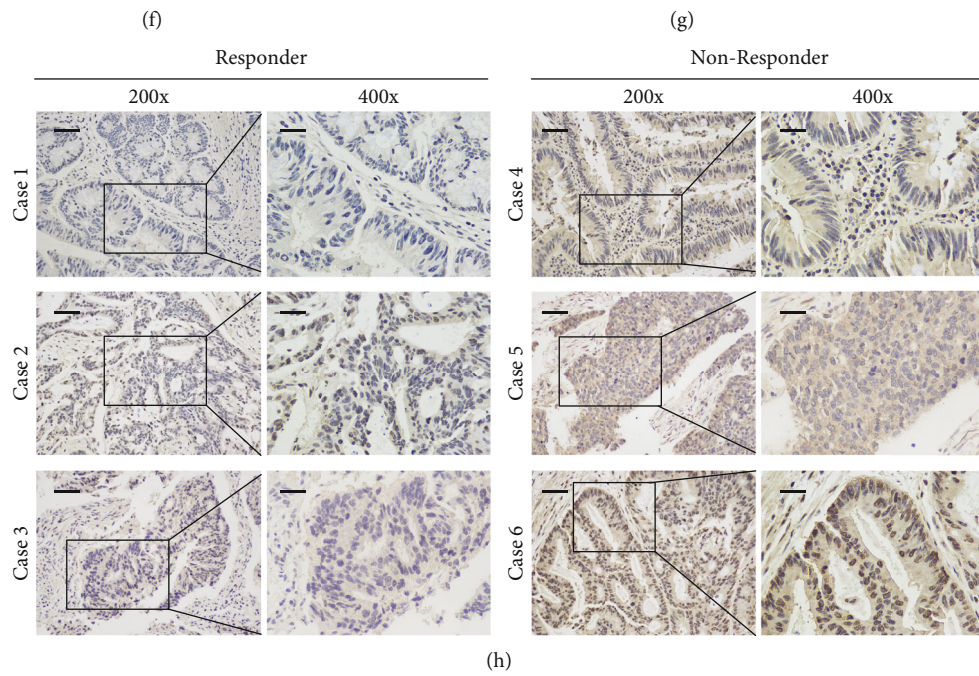 (f) (g)
Responder Non-Responder
200x 400x 200x 400x
Case 1 Case 4
Case 2 Case 5
Case 3 Case 6
(h)